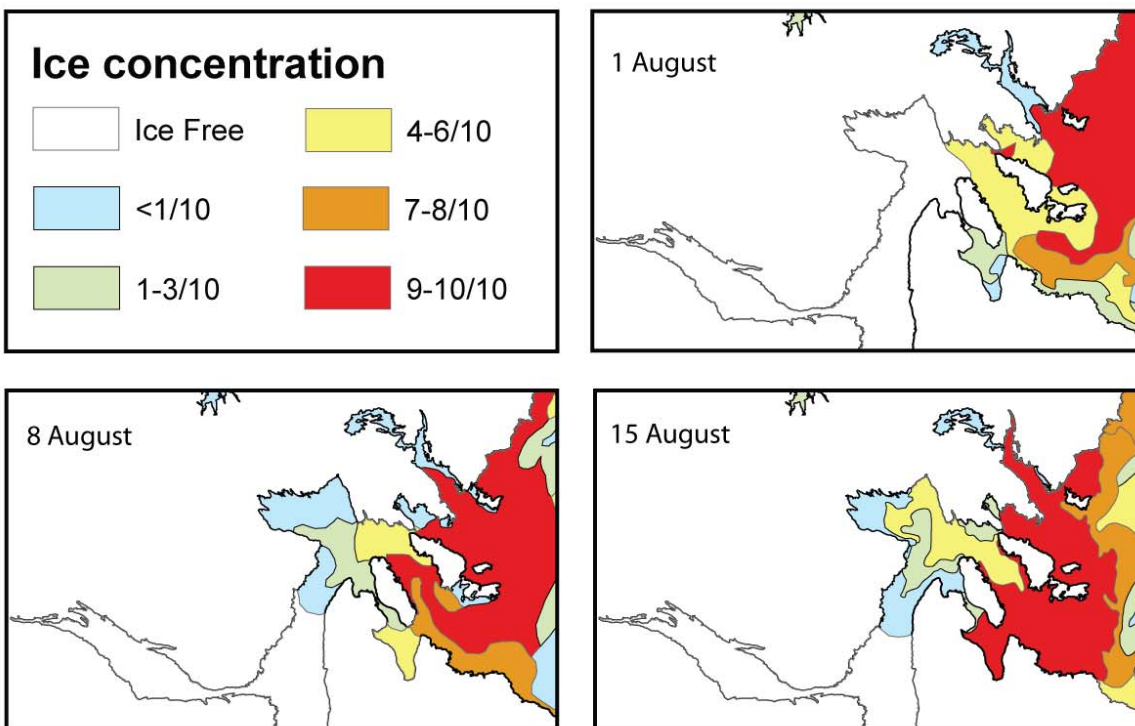 Ice concentration
Ice Free
<1/10
1-3/10
4-6/10
7-8/10
9-10/10
1 August
8 August
15 August